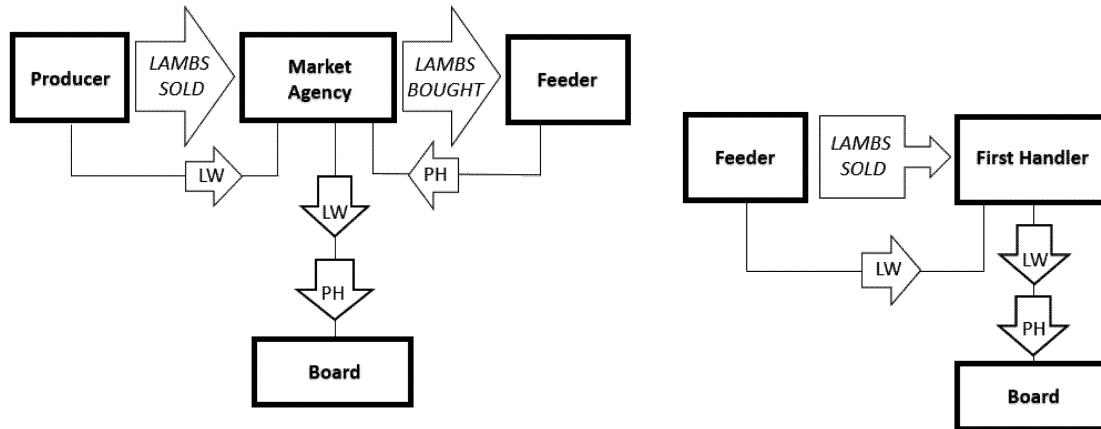 Producer
LAMBS
SOLD
Market
Agency
LAMBS
BOUGHT
Feeder
LW
PH
LW
PH
Board
Feeder
LAMBS
SOLD
First Handler
LW
LW
PH
Board